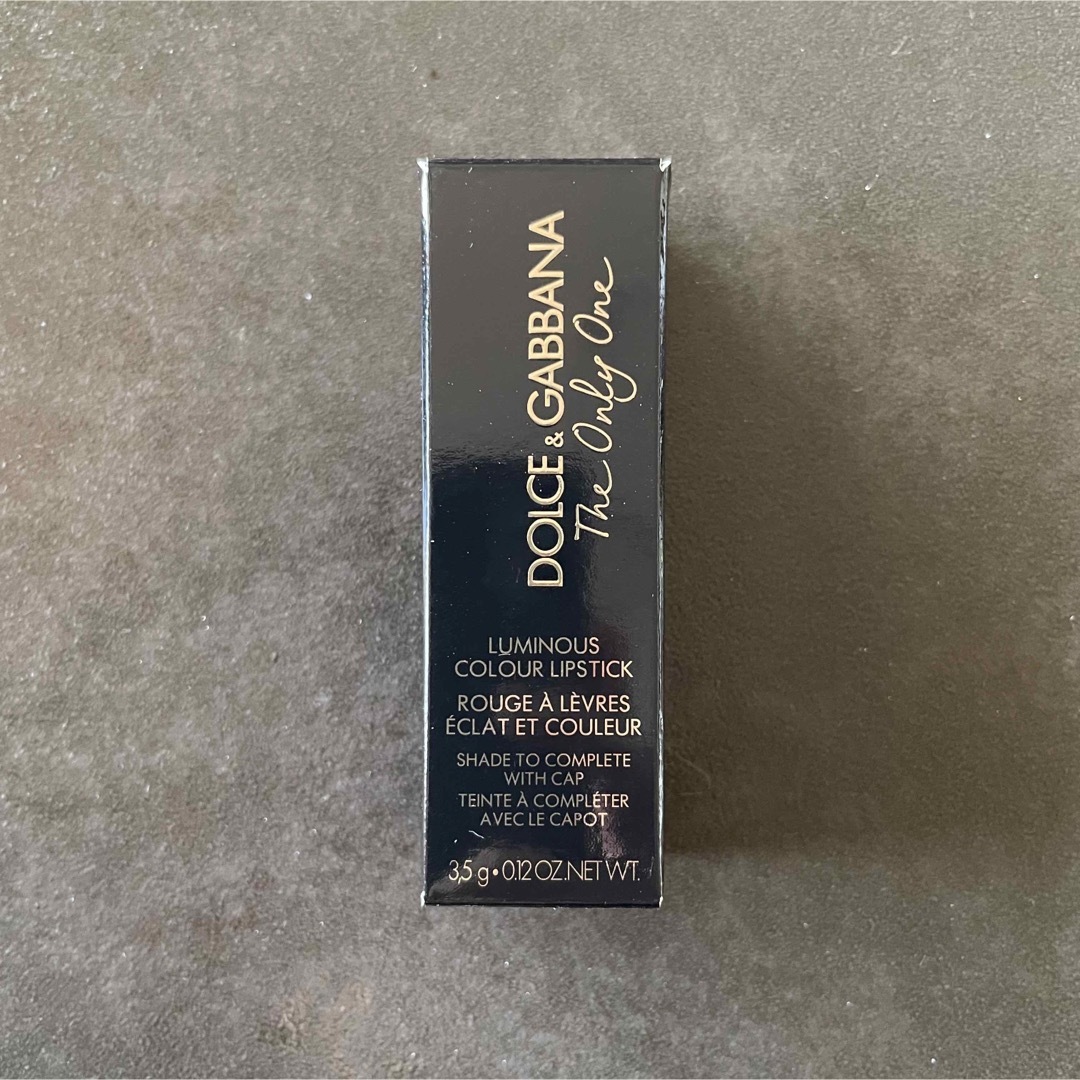 DOLCE & GABBANA
The Only One
LUMINOUS
COLOUR LIPSTICK
ROUGE À LÈVRES
ÉCLAT ET COULEUR
SHADE TO COMPLETE
WITH CAP
TEINTE À COMPLÉTER
AVEC LE CAPOT
3,5 g • 0.12 OZ.NET WT.